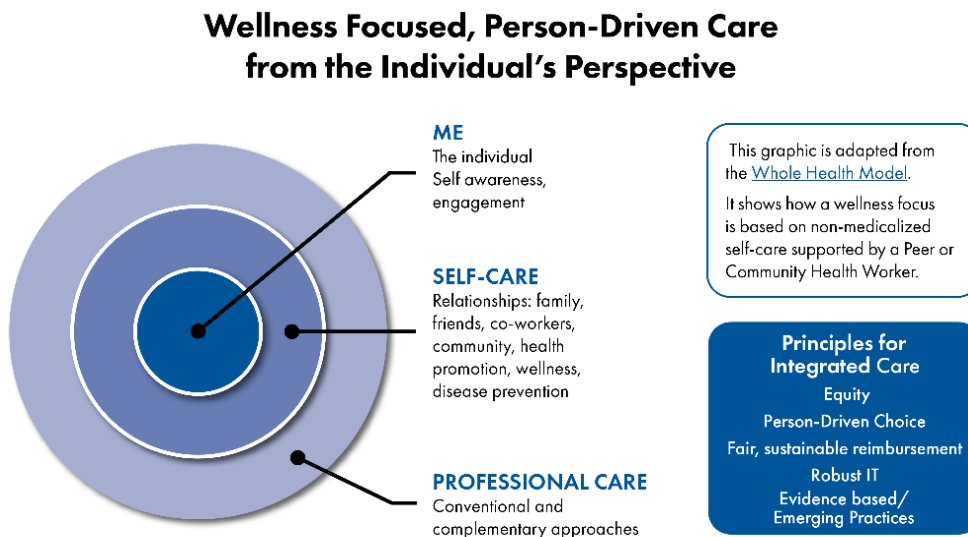 Wellness Focused, Person-Driven Care
from the Individual's Perspective
ME
The individual
Self awareness,
engagement
SELF-CARE
Relationships: family,
friends, co-workers,
community, health
promotion, wellness,
disease prevention
PROFESSIONAL CARE
Conventional and
complementary approaches
This graphic is adapted from
the Whole Health Model.
It shows how a wellness focus
is based on non-medicalized
self-care supported by a Peer or
Community Health Worker.
Principles for
Integrated Care
Equity
Person-Driven Choice
Fair, sustainable reimbursement
Robust IT
Evidence based/
Emerging Practices